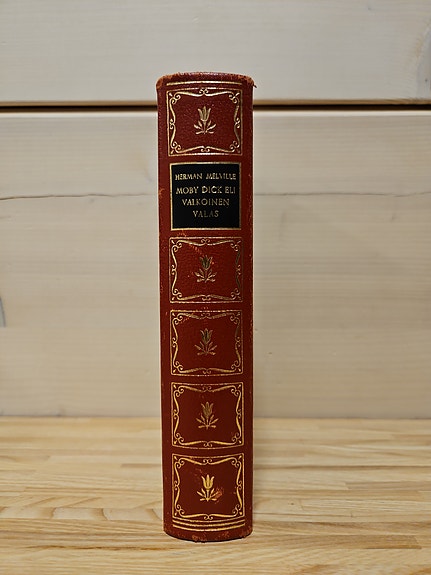 HERMAN MELVILLE
MOBY DICK ELI
VALKOINEN
VALAS